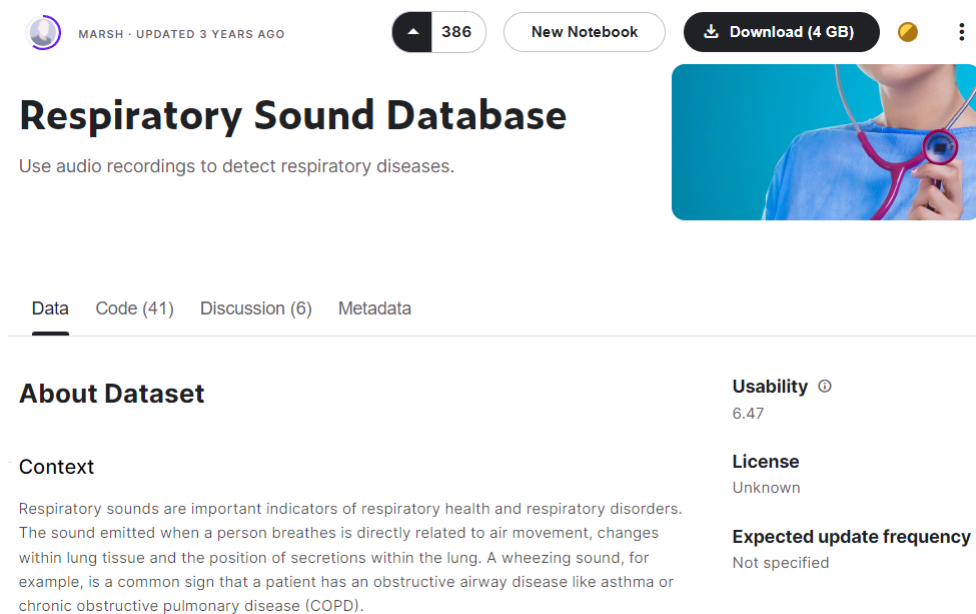 MARSH · UPDATED 3 YEARS AGO
386
New Notebook
Download (4 GB)
Respiratory Sound Database
Use audio recordings to detect respiratory diseases.
Data
Code (41)
Discussion (6)
Metadata
About Dataset
Context
Respiratory sounds are important indicators of respiratory health and respiratory disorders.
The sound emitted when a person breathes is directly related to air movement, changes
within lung tissue and the position of secretions within the lung. A wheezing sound, for
example, is a common sign that a patient has an obstructive airway disease like asthma or
chronic obstructive pulmonary disease (COPD).
Usability
6.47
License
Unknown
Expected update frequency
Not specified